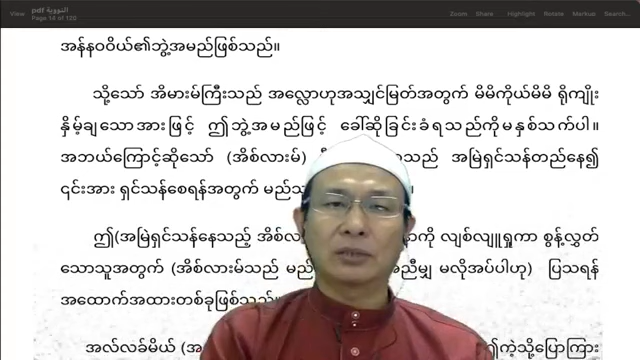 النووية pdf
Page 14 of 120
View
Zoom Share Highlight Rotate Markup Search...
အန်နဝဝီယ်၏ဘွဲ့အမည်ဖြစ်သည်။
သို့သော် အိမာမ်ကြီးသည် အလ္လောဟုအသျှင်မြတ်အတွက် မိမိကိုယ်မိမိ ရိုကျိုး
နှိမ့်ချသောအားဖြင့် ဤဘွဲ့အမည်ဖြင့် ခေါ်ဆိုခြင်းခံရသည်ကိုမနှစ်သက်ပါ။
အဘယ်ကြောင့်ဆိုသော် (အိစ်လာမ်) အမြဲရှင်သန်တည်နေ၍
၎င်းအား ရှင်သန်စေရန်အတွက်
ဤ(အမြဲရှင်သန်နေသည့် ကို လျစ်လျူရှုကာ စွန့်လွှတ်
သောသူအတွက် (အိစ်လာမ်သည် မလိုအပ်ပါဟု) ပြသရန်
အထောက်အထားတစ်ခုဖြစ်သည်။
အလ်လခ်မိယ် ကဲ့သို့ပြောကြား